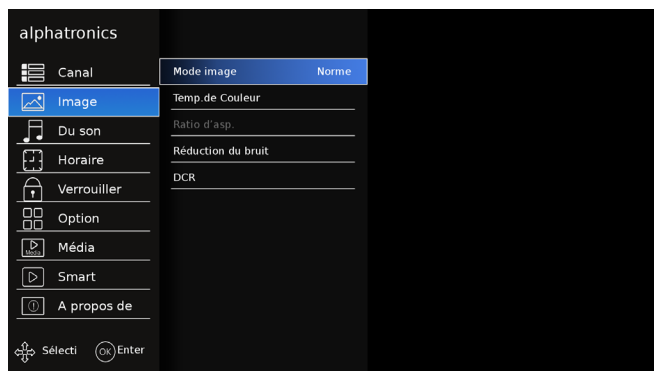 alphatronics
Canal
Image
Du son
Horaire
Verrouiller
Option
Média
Media
Smart
A propos de
Sélecti OK Enter
Mode image Norme
Temp.de Couleur
Ratio d'asp.
Réduction du bruit
DCR